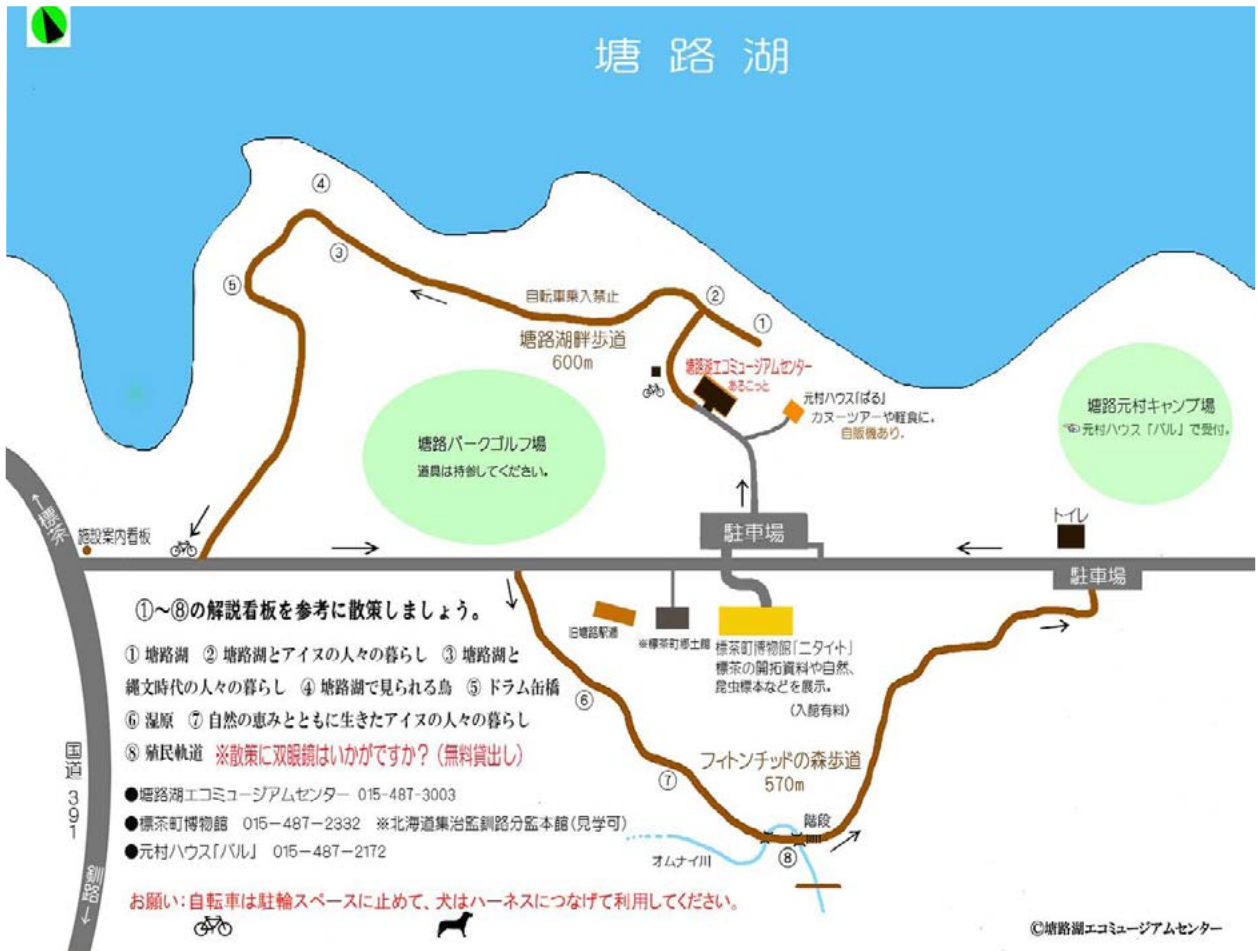 塘路湖
④
③
⑤
②
①
自転車乗入禁止
塘路湖畔歩道
600m
塘路湖エコミュージアムセンター
あるこっと
元村ハウス「ぱる」
カヌーツアーや軽食に。
自販機あり。
塘路元村キャンプ場
元村ハウス「パル」で受付。
塘路パークゴルフ場
道具は持参してください。
←標茶
施設案内看板
駐車場
トイレ
駐車場
①～⑧の解説看板を参考に散策しましょう。
① 塘路湖 ② 塘路湖とアイヌの人々の暮らし ③ 塘路湖と
縄文時代の人々の暮らし ④ 塘路湖で見られる鳥 ⑤ ドラム缶橋
⑥ 湿原 ⑦ 自然の恵みとともに生きたアイヌの人々の暮らし
⑧ 殖民軌道 ※散策に双眼鏡はいかがですか？(無料貸出し)
旧塘路駅逓
※標茶町郷土館
標茶町博物館「ニタイ・ト」
標茶の開拓資料や自然、
昆虫標本などを展示。
(入館有料)
⑥
⑦
フィトンチッドの森歩道
570m
階段
⑧
オムナイ川
国道 391
釧路→
●塘路湖エコミュージアムセンター 015-487-3003
●標茶町博物館 015-487-2332 ※北海道集治監釧路分監本館(見学可)
●元村ハウス「パル」 015-487-2172
お願い：自転車は駐輪スペースに止めて、犬はハーネスにつなげて利用してください。
©塘路湖エコミュージアムセンター